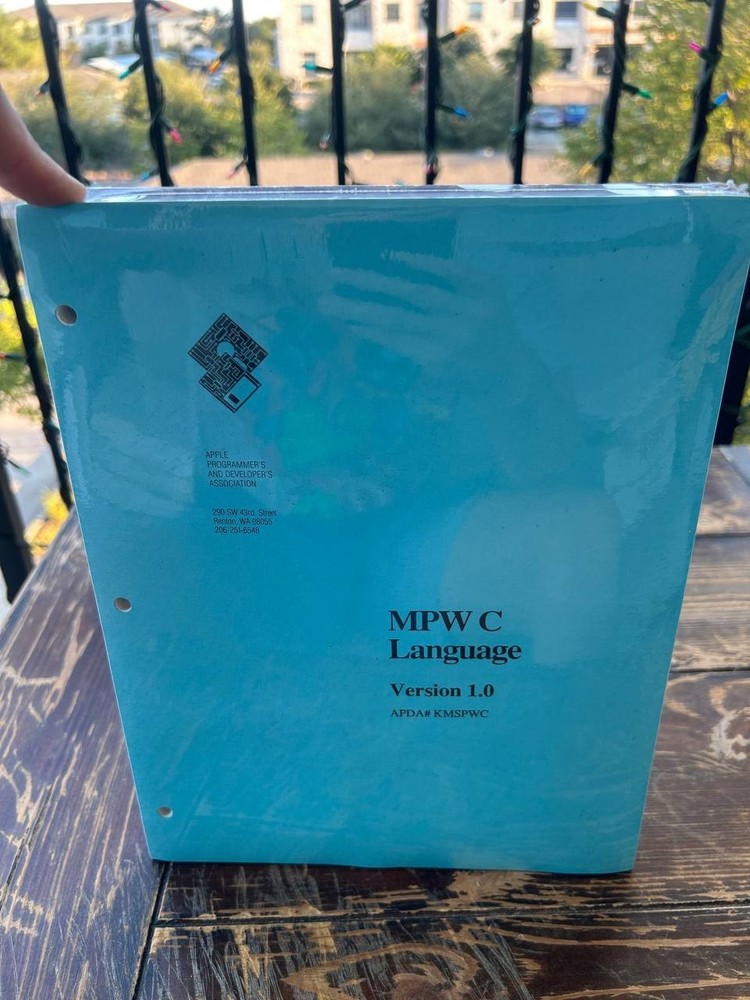 APPLE
PROGRAMMER'S
AND DEVELOPER'S
ASSOCIATION
290 SW 43rd. Street
Renton, WA 98055
206-251-6548
MPW C
Language
Version 1.0
APDA# KMSPWC